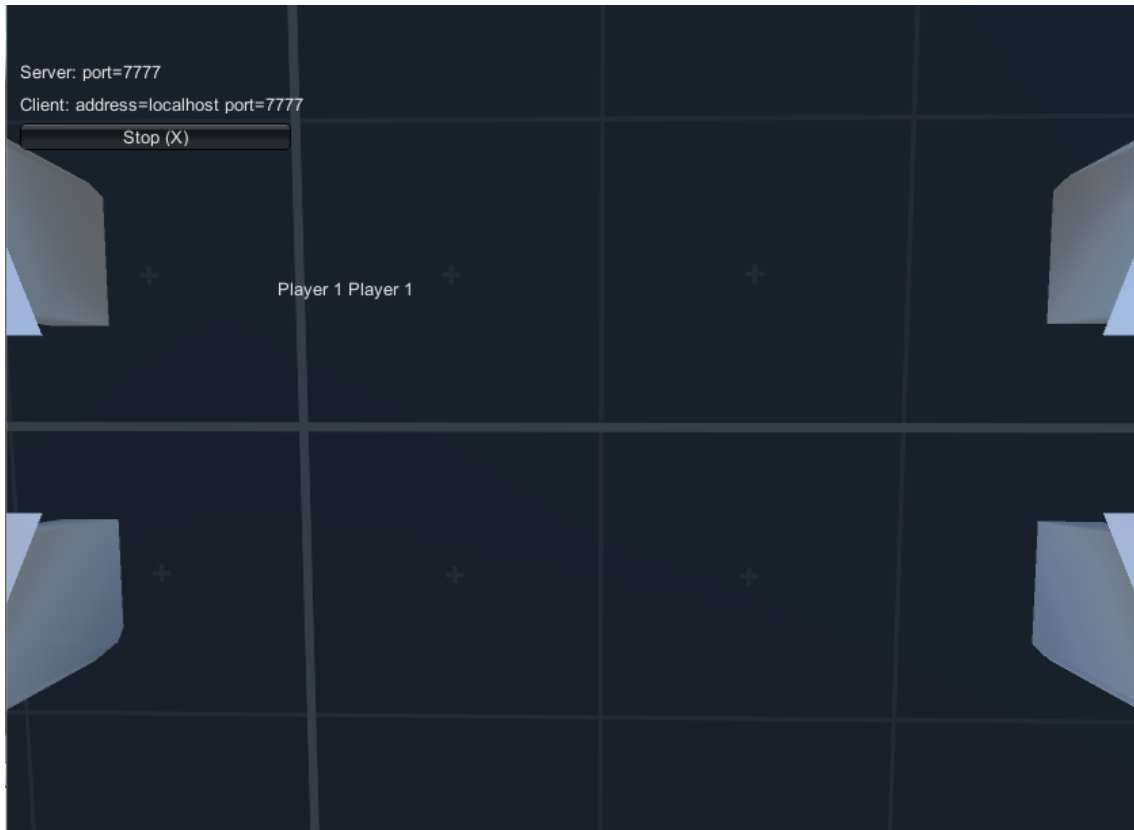 Server: port=7777
Client: address=localhost port=7777
Stop (X)
Player 1 Player 1